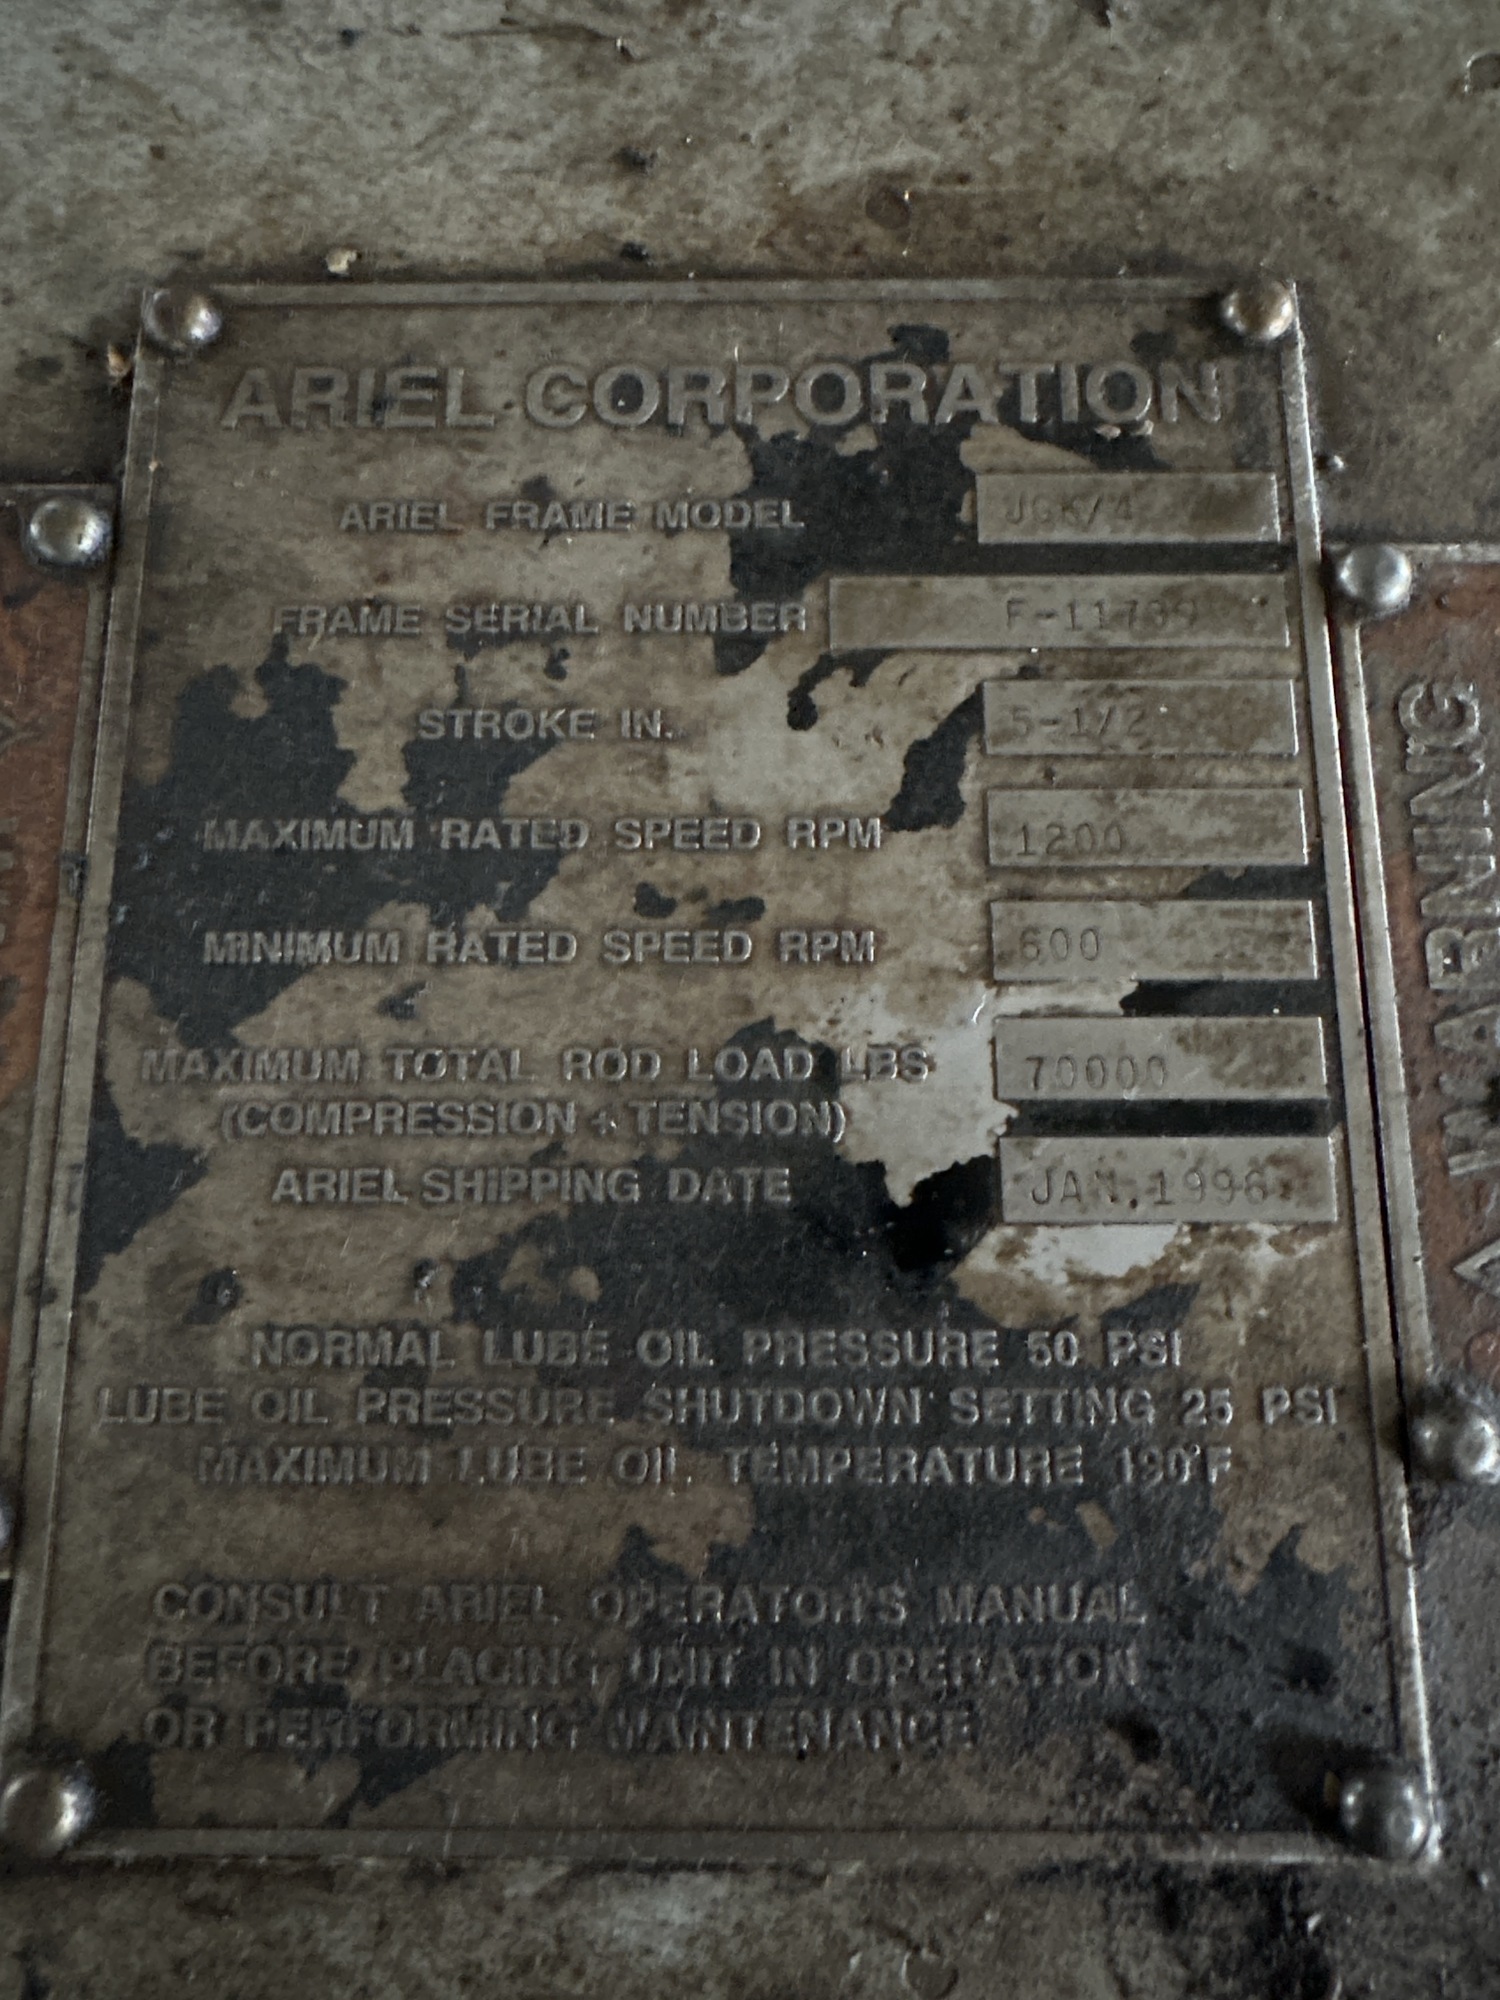 ARIEL CORPORATION
ARIEL FRAME MODEL JGK/4
FRAME SERIAL NUMBER
STROKE IN. 5-1/2
MAXIMUM RATED SPEED RPM 1200
MINIMUM RATED SPEED RPM 600
MAXIMUM TOTAL ROD LOAD LBS 70000
(COMPRESSION + TENSION)
ARIEL SHIPPING DATE JAN. 1996
NORMAL LUBE OIL PRESSURE 50 PSI
LUBE OIL PRESSURE SHUTDOWN SETTING 25 PSI
MAXIMUM LUBE OIL TEMPERATURE 190°F
CONSULT ARIEL OPERATOR'S MANUAL
BEFORE PLACING UNIT IN OPERATION
OR PERFORMING MAINTENANCE
WARNING